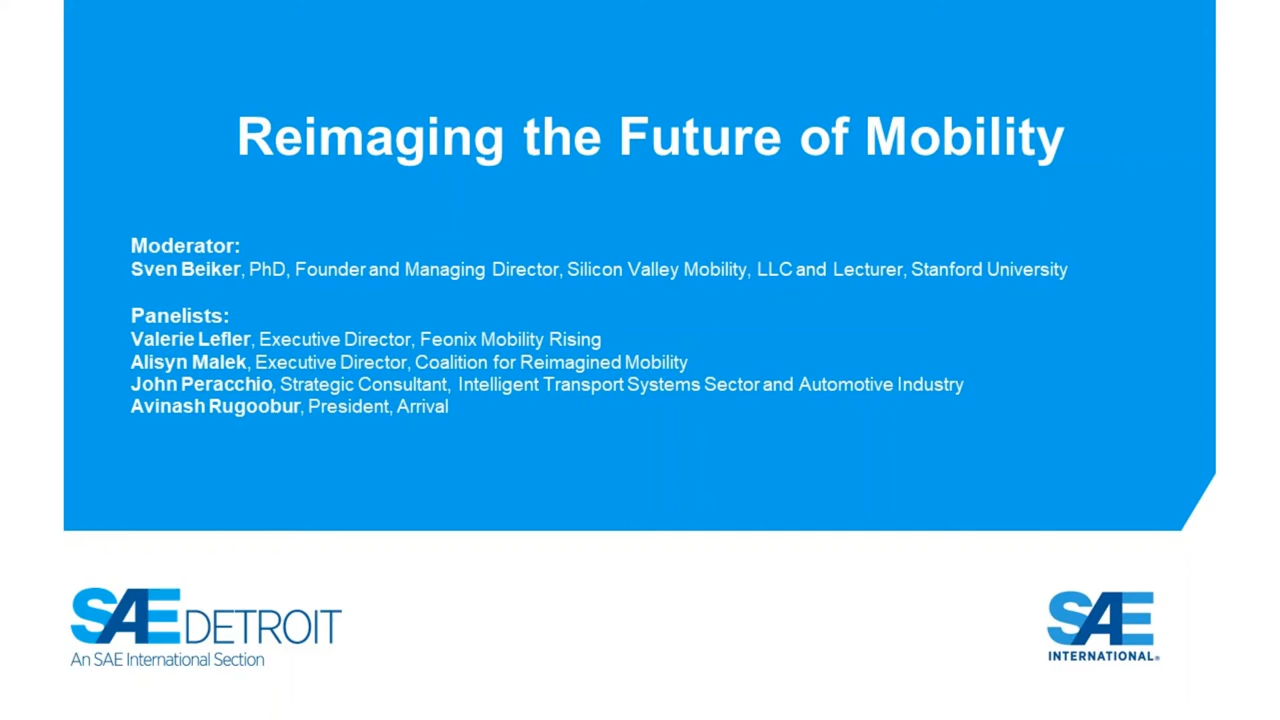 Reimaging the Future of Mobility
Moderator:
Sven Beiker, PhD, Founder and Managing Director, Silicon Valley Mobility, LLC and Lecturer, Stanford University
Panelists:
Valerie Lefler, Executive Director, Feonix Mobility Rising
Alisyn Malek, Executive Director, Coalition for Reimagined Mobility
John Peracchio, Strategic Consultant, Intelligent Transport Systems Sector and Automotive Industry
Avinash Rugoobur, President, Arrival
SAE DETROIT
An SAE International Section
SAE
INTERNATIONAL®